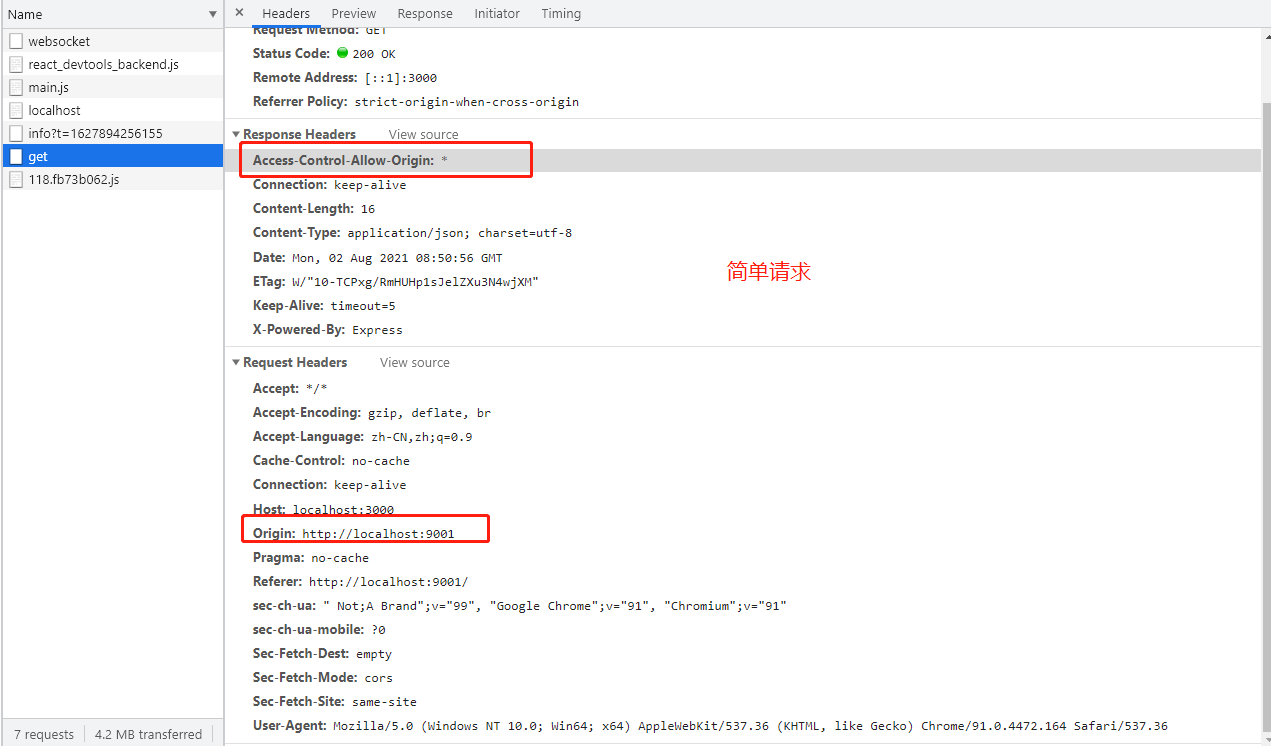 Name
Headers Preview Response Initiator Timing
websocket
react_devtools_backend.js
main.js
localhost
info?t=1627894256155
get
118.fb73b062.js
7 requests 4.2 MB transferred
Request Method: GET
Status Code: 200 OK
Remote Address: [::1]:3000
Referrer Policy: strict-origin-when-cross-origin
Response Headers View source
Access-Control-Allow-Origin: *
Connection: keep-alive
Content-Length: 16
Content-Type: application/json; charset=utf-8
Date: Mon, 02 Aug 2021 08:50:56 GMT
ETag: W/"10-TCPxg/RmHUHp1sJelZXu3N4wjXM"
Keep-Alive: timeout=5
X-Powered-By: Express
简单请求
Request Headers View source
Accept: */*
Accept-Encoding: gzip, deflate, br
Accept-Language: zh-CN,zh;q=0.9
Cache-Control: no-cache
Connection: keep-alive
Host: localhost:3000
Origin: http://localhost:9001
Pragma: no-cache
Referer: http://localhost:9001/
sec-ch-ua: " Not;A Brand";v="99", "Google Chrome";v="91", "Chromium";v="91"
sec-ch-ua-mobile: ?0
Sec-Fetch-Dest: empty
Sec-Fetch-Mode: cors
Sec-Fetch-Site: same-site
User-Agent: Mozilla/5.0 (Windows NT 10.0; Win64; x64) AppleWebKit/537.36 (KHTML, like Gecko) Chrome/91.0.4472.164 Safari/537.36